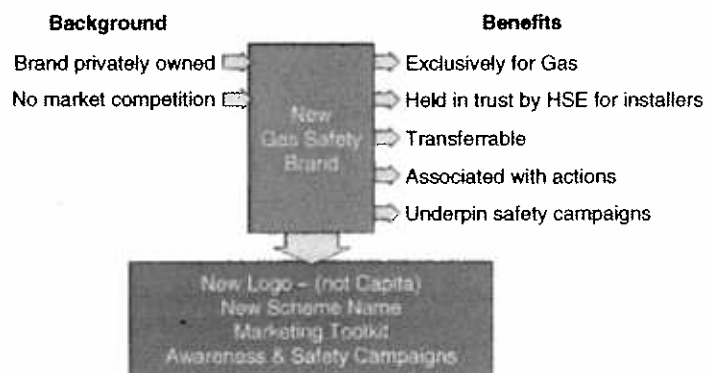 Background
Benefits
Brand privately owned
No market competition
New
Gas Safety
Brand
Exclusively for Gas
Held in trust by HSE for installers
Transferrable
Associated with actions
Underpin safety campaigns
New Logo – (not Capita)
New Scheme Name
Marketing Toolkit
Awareness & Safety Campaigns